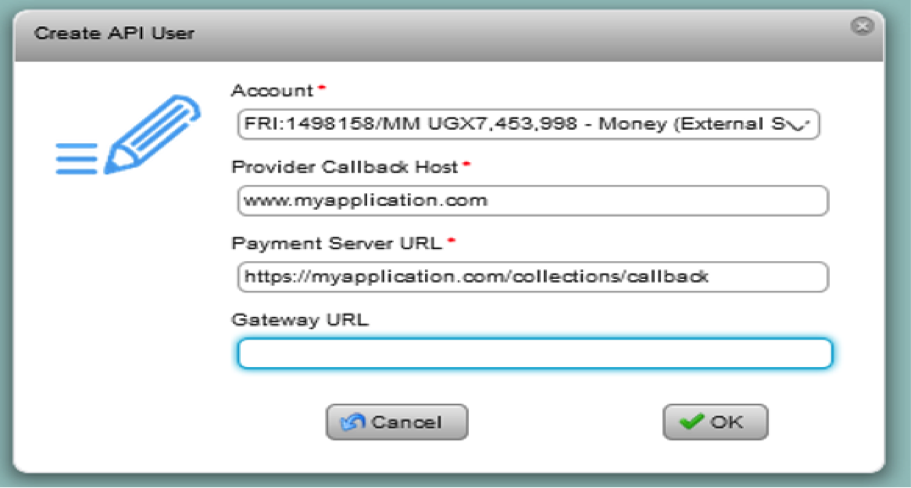 Create API User
Account *
FRI:1498158/MM UGX7,453,998 - Money (External S
Provider Callback Host *
www.myapplication.com
Payment Server URL *
https://myapplication.com/collections/callback
Gateway URL
Cancel
OK